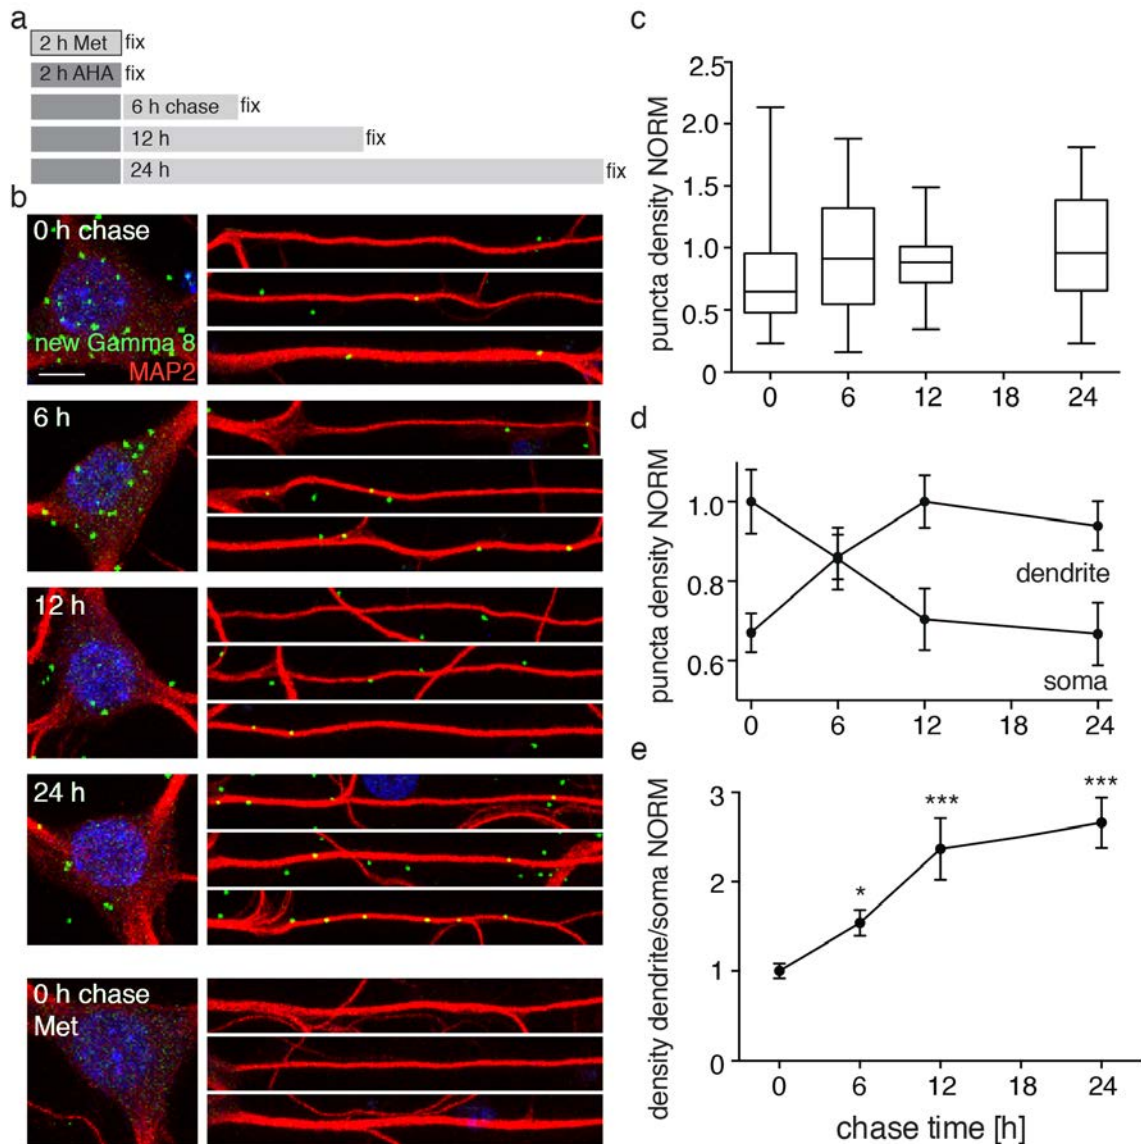 a
2 h Met fix
2 h AHA fix
6 h chase fix
12 h fix
24 h fix
b
0 h chase
new Gamma 8
MAP2
6 h
12 h
24 h
0 h chase
Met
c
puncta density NORM
2.5
2.0
1.5
1.0
0.5
0
0 6 12 18 24
d
puncta density NORM
1.0
0.8
0.6
dendrite
soma
0 6 12 18 24
e
density dendrite/soma NORM
3
2
1
0
* *** ***
0 6 12 18 24
chase time [h]